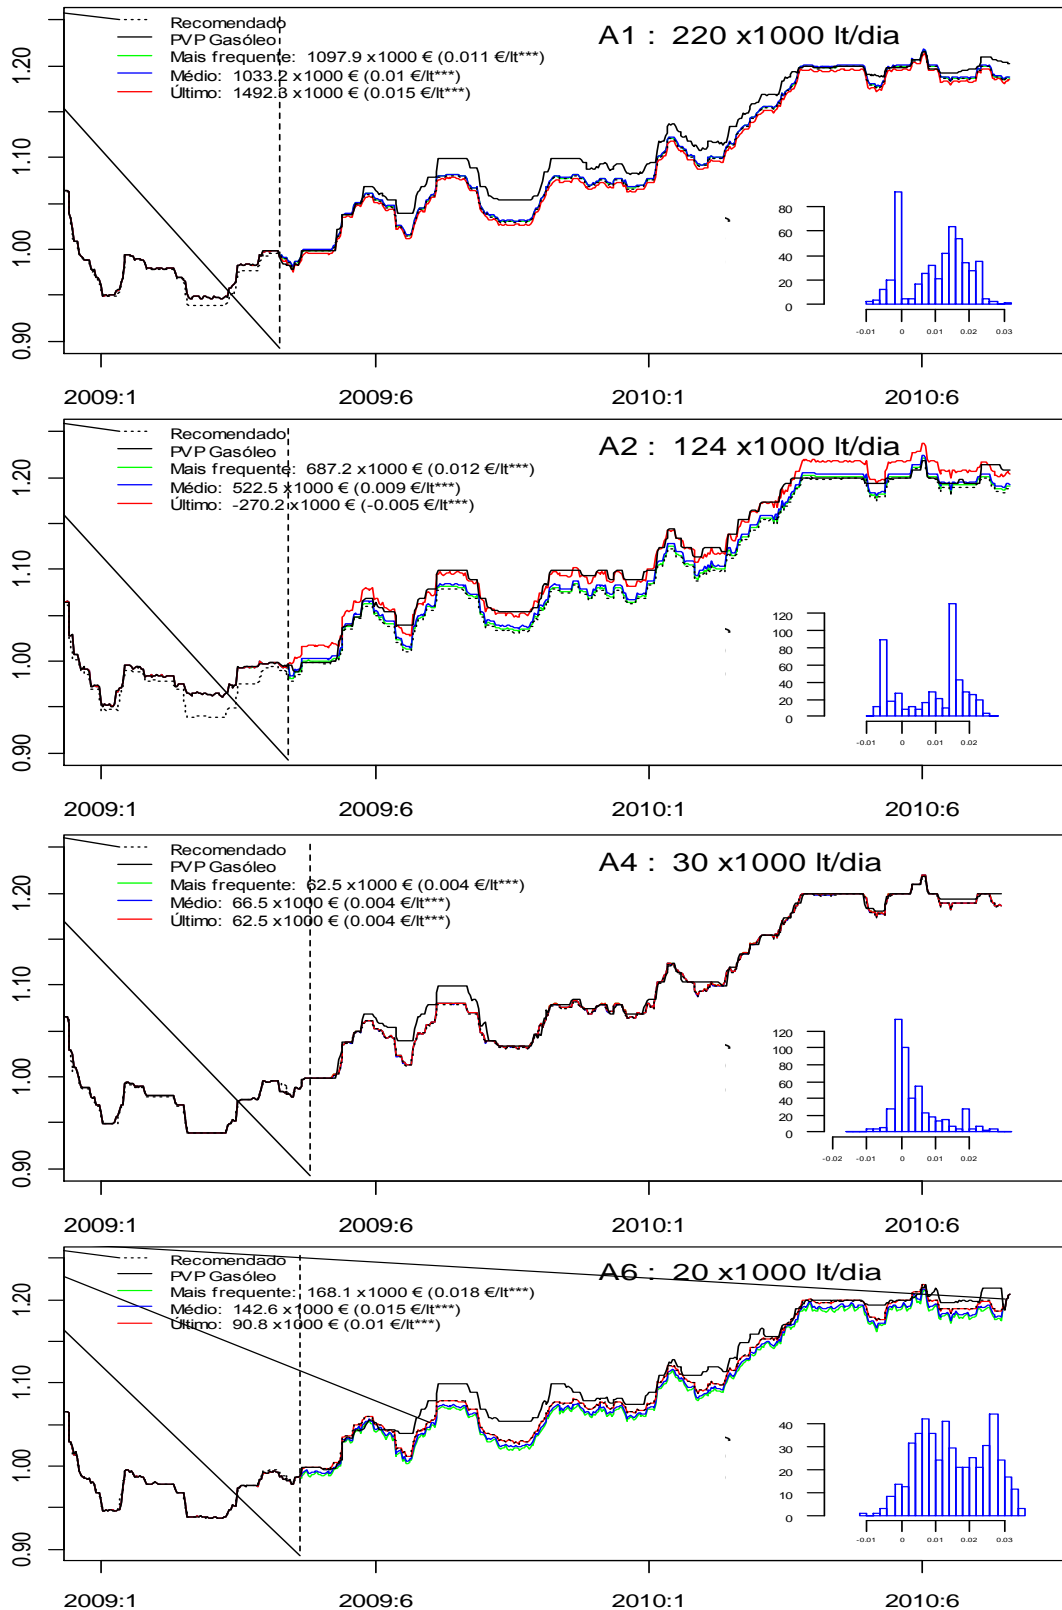 A1 : 220 x1000 lt/dia
Recomendado
PVP Gasóleo
Mais frequente: 1097.9 x1000 € (0.011 €/lt***)
Médio: 1033.2 x1000 € (0.01 €/lt***)
Último: 1492.3 x1000 € (0.015 €/lt***)
1.20
1.10
1.00
0.90
80
60
40
20
0
-0.01 0 0.01 0.02 0.03
2009:1 2009:6 2010:1 2010:6
A2 : 124 x1000 lt/dia
Recomendado
PVP Gasóleo
Mais frequente: 687.2 x1000 € (0.012 €/lt***)
Médio: 522.5 x1000 € (0.009 €/lt***)
Último: -270.2 x1000 € (-0.005 €/lt***)
1.20
1.10
1.00
0.90
120
100
80
60
40
20
0
-0.01 0 0.01 0.02
2009:1 2009:6 2010:1 2010:6
A4 : 30 x1000 lt/dia
Recomendado
PVP Gasóleo
Mais frequente: 62.5 x1000 € (0.004 €/lt***)
Médio: 66.5 x1000 € (0.004 €/lt***)
Último: 62.5 x1000 € (0.004 €/lt***)
1.20
1.10
1.00
0.90
120
100
80
60
40
20
0
-0.02 -0.01 0 0.01 0.02
2009:1 2009:6 2010:1 2010:6
A6 : 20 x1000 lt/dia
Recomendado
PVP Gasóleo
Mais frequente: 168.1 x1000 € (0.018 €/lt***)
Médio: 142.6 x1000 € (0.015 €/lt***)
Último: 90.8 x1000 € (0.01 €/lt***)
1.20
1.10
1.00
0.90
40
30
20
10
0
-0.01 0 0.01 0.02 0.03
2009:1 2009:6 2010:1 2010:6